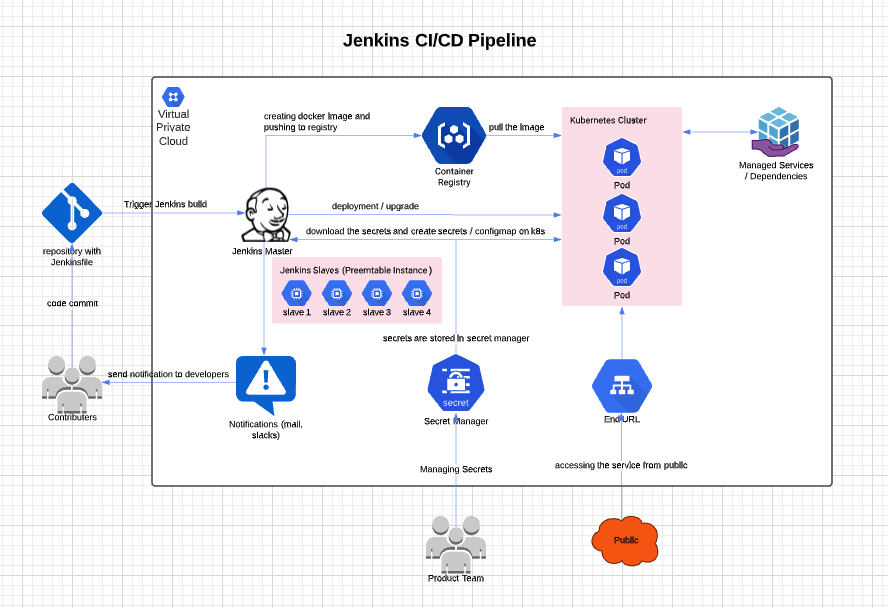 Jenkins CI/CD Pipeline
Virtual
Private
Cloud
creating docker image and
pushing to registry
pull the image
Kubernetes Cluster
pod
Pod
Container
Registry
Managed Services
/ Dependencies
Trigger Jenkins build
deployment / upgrade
pod
Pod
repository with
Jenkinsfile
Jenkins Master
download the secrets and create secrets / configmap on k8s
Jenkins Slaves (Preemtable Instance)
slave 1
slave 2
slave 3
slave 4
pod
Pod
code commit
secrets are stored in secret manager
send notification to developers
secret
Contributers
Notifications (mail,
slacks)
Secret Manager
End URL
Managing Secrets
accessing the service from public
Public
Product Team